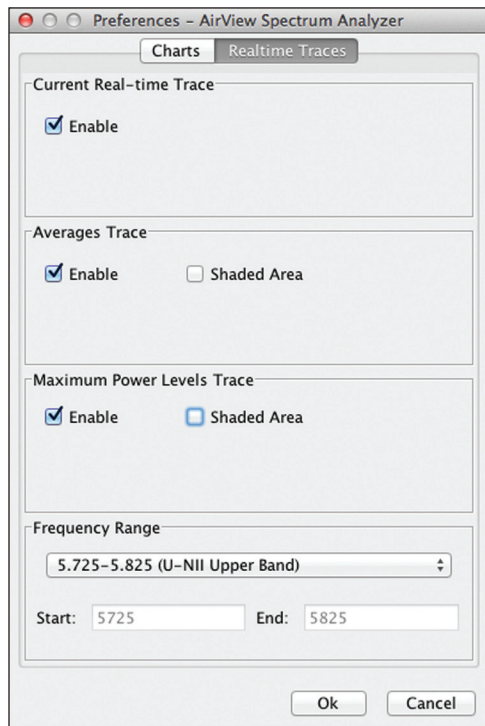 Preferences – AirView Spectrum Analyzer
Charts Realtime Traces
Current Real-time Trace
Enable
Averages Trace
Enable Shaded Area
Maximum Power Levels Trace
Enable Shaded Area
Frequency Range
5.725–5.825 (U-NII Upper Band)
Start: 5725 End: 5825
Ok Cancel